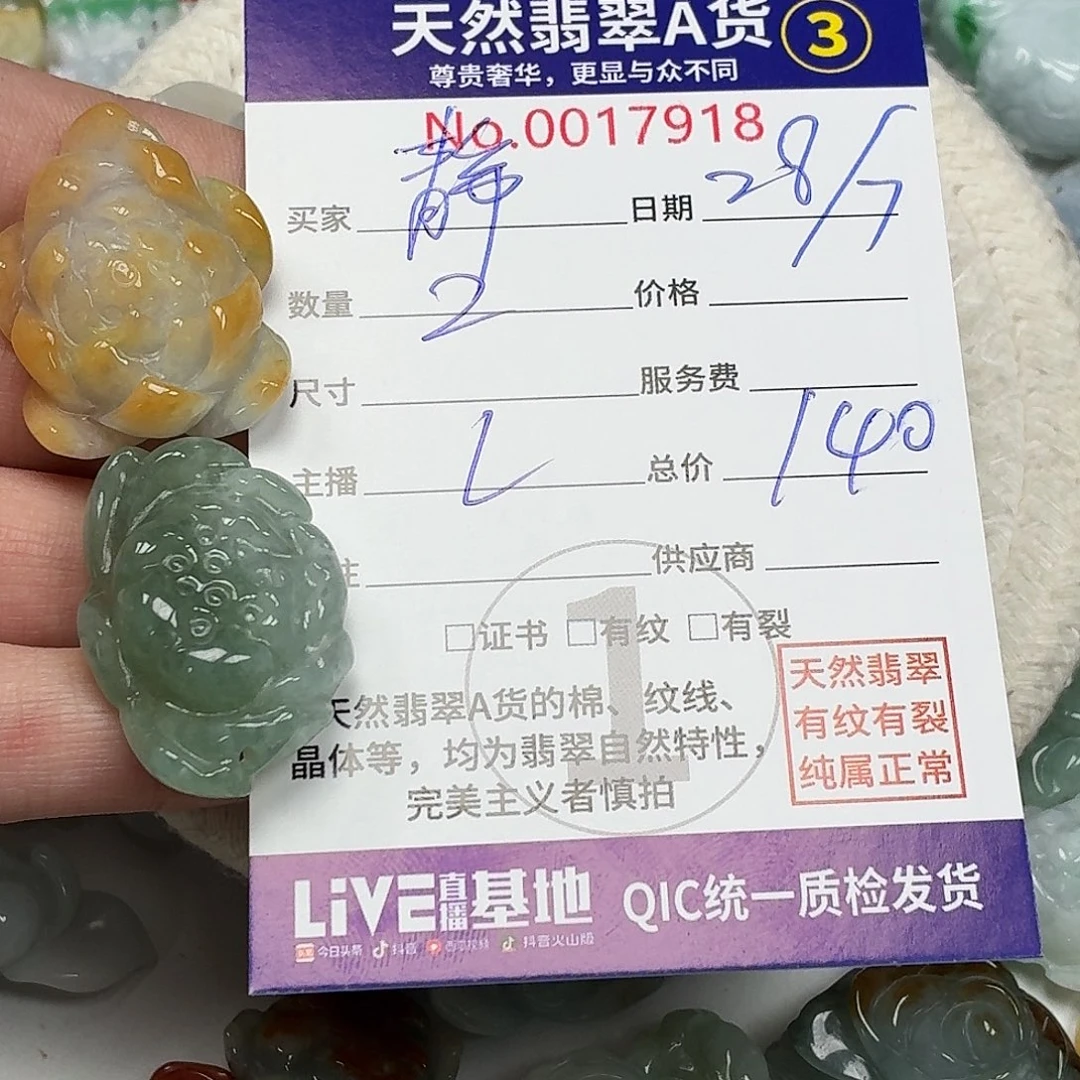 天然翡翠A货 3
尊贵奢华，更显与众不同
No.0017918
买家 静 日期 28/7
数量 2 价格
尺寸 服务费
主播 L 总价 140
注 供应商
1
□证书 □有纹 □有裂
天然翡翠A货的棉、纹线、
晶体等，均为翡翠自然特性，
完美主义者慎拍
天然翡翠
有纹有裂
纯属正常
LiVE直播基地 QIC统一质检发货
今日头条 抖音 西瓜视频 抖音火山版